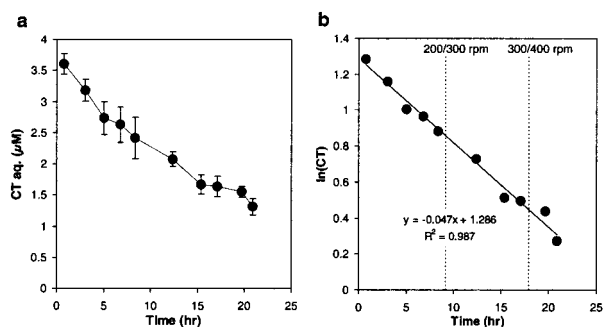 a
CT aq. (µM)
4
3.5
3
2.5
2
1.5
1
0.5
0
0 5 10 15 20 25
Time (hr)
b
200/300 rpm 300/400 rpm
ln(CT)
1.4
1.2
1
0.8
0.6
0.4
0.2
0
y = -0.047x + 1.286
R² = 0.987
0 5 10 15 20 25
Time (hr)